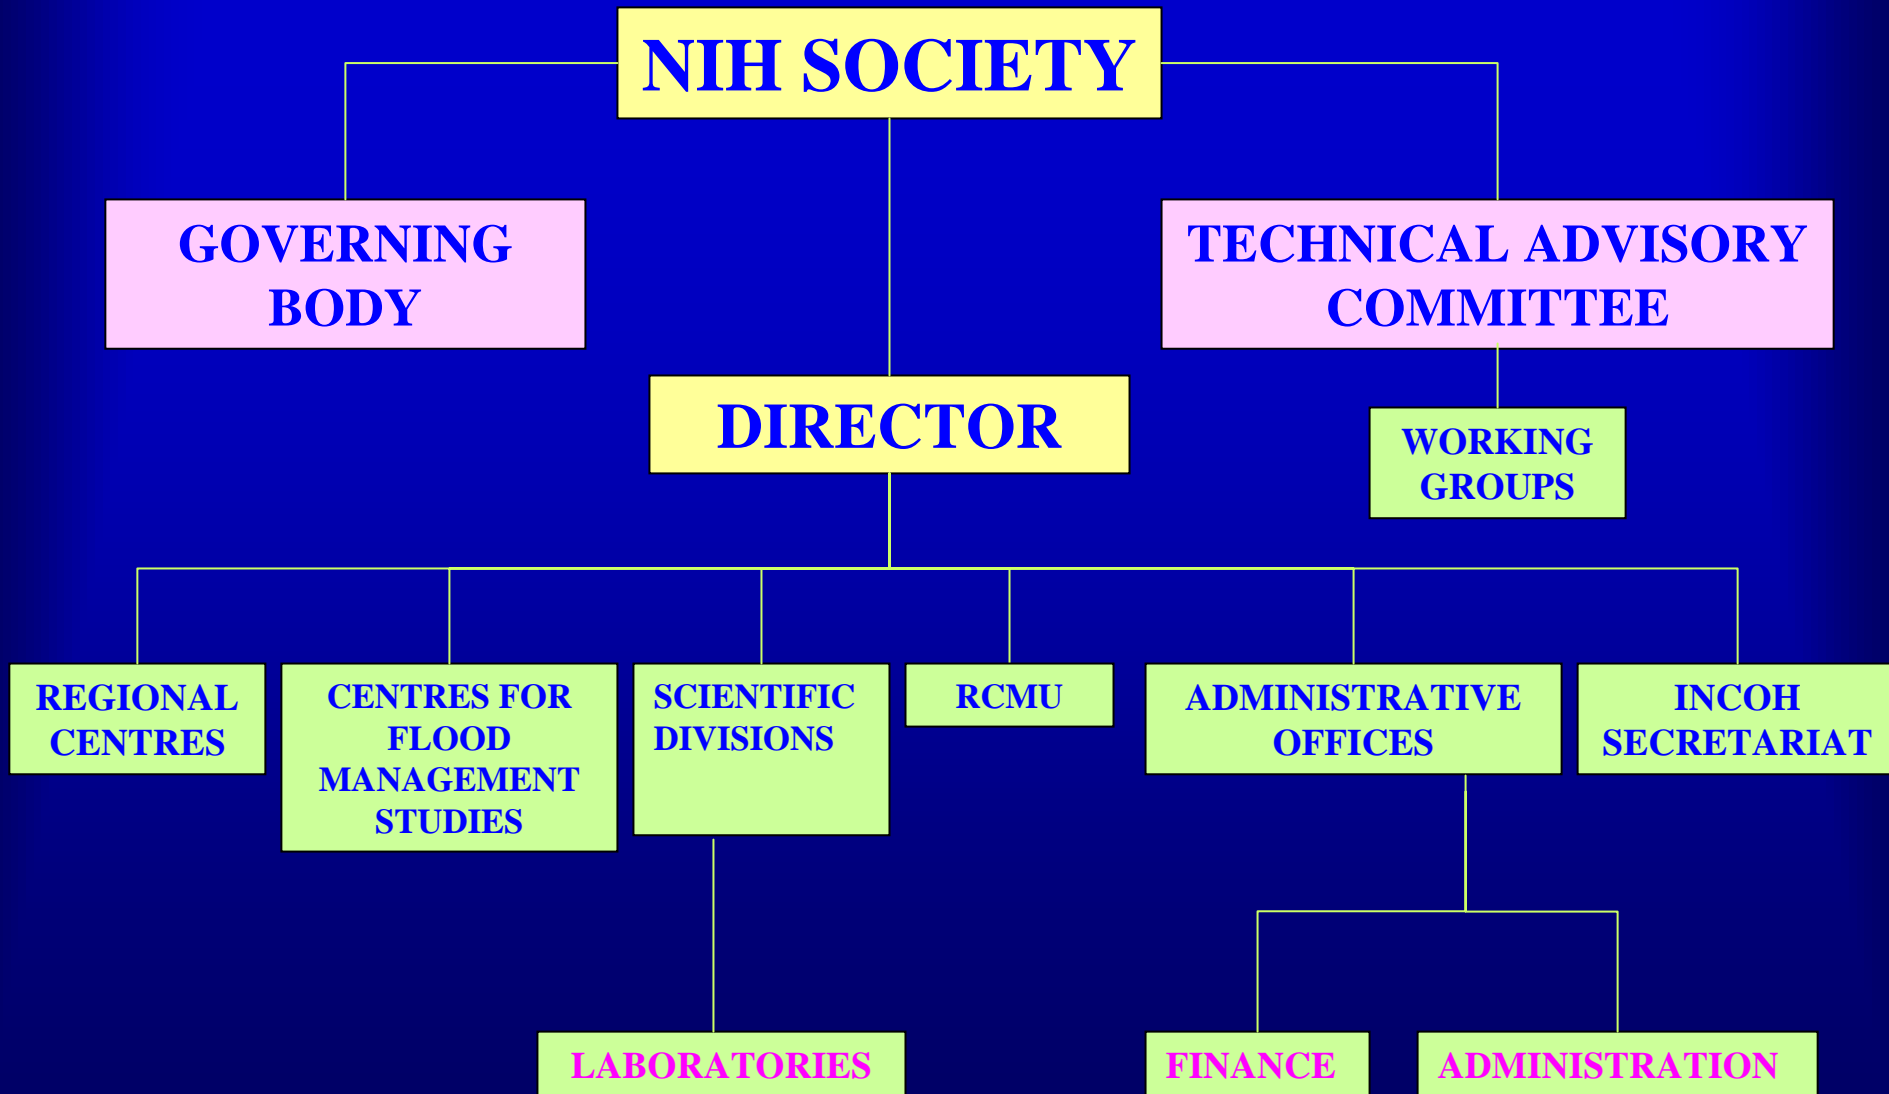 NIH SOCIETY
GOVERNING
BODY
TECHNICAL ADVISORY
COMMITTEE
DIRECTOR
WORKING
GROUPS
REGIONAL
CENTRES
CENTRES FOR
FLOOD
MANAGEMENT
STUDIES
SCIENTIFIC
DIVISIONS
RCMU
ADMINISTRATIVE
OFFICES
INCOH
SECRETARIAT
LABORATORIES
FINANCE
ADMINISTRATION